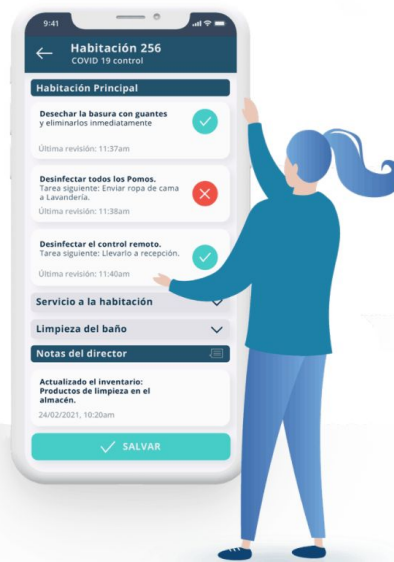 9:41
Habitación 256
COVID 19 control
Habitación Principal
Desechar la basura con guantes
y eliminarlos inmediatamente
Última revisión: 11:37am
Desinfectar todos los Pomos.
Tarea siguiente: Enviar ropa de cama
a Lavandería.
Última revisión: 11:38am
Desinfectar el control remoto.
Tarea siguiente: Llevarlo a recepción.
Última revisión: 11:40am
Servicio a la habitación
Limpieza del baño
Notas del director
Actualizado el inventario:
Productos de limpieza en el
almacén.
24/02/2021, 10:20am
SALVAR